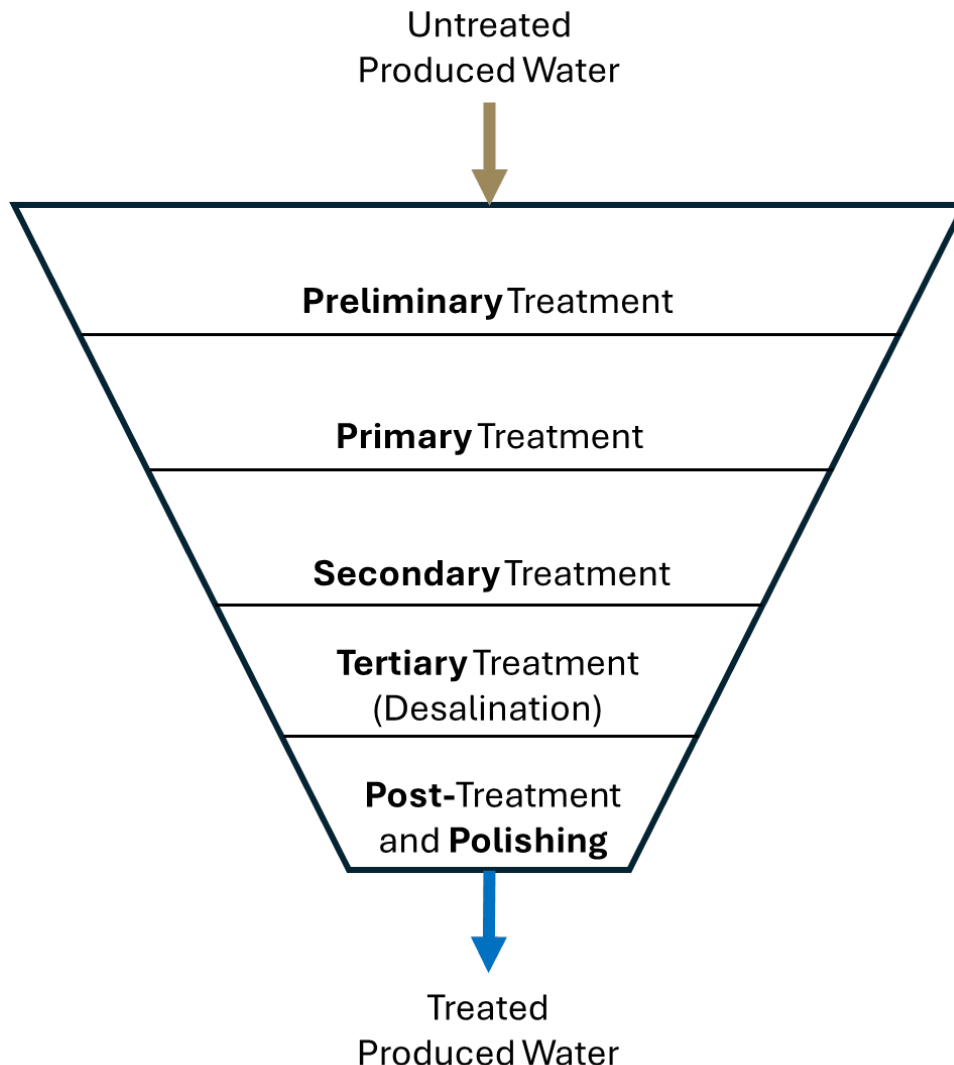 Untreated
Produced Water
Preliminary Treatment
Primary Treatment
Secondary Treatment
Tertiary Treatment
(Desalination)
Post-Treatment
and Polishing
Treated
Produced Water